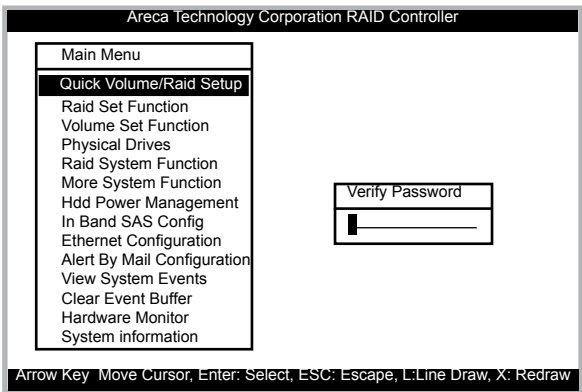 Areca Technology Corporation RAID Controller
Main Menu
Quick Volume/Raid Setup
Raid Set Function
Volume Set Function
Physical Drives
Raid System Function
More System Function
Hdd Power Management
In Band SAS Config
Ethernet Configuration
Alert By Mail Configuration
View System Events
Clear Event Buffer
Hardware Monitor
System information
Verify Password
Arrow Key Move Cursor, Enter: Select, ESC: Escape, L:Line Draw, X: Redraw